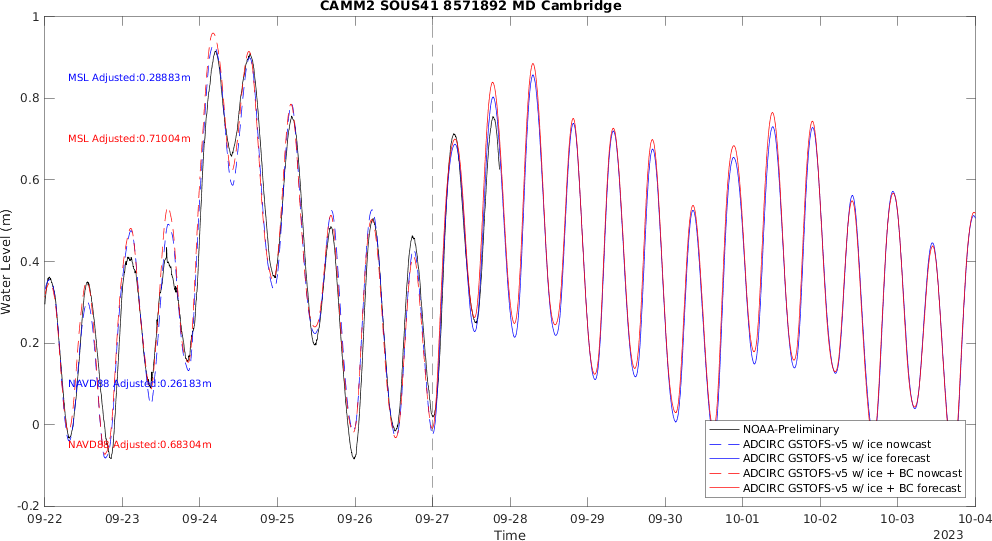 CAMM2 SOUS41 8571892 MD Cambridge
1
0.8
0.6
0.4
0.2
0
-0.2
Water Level (m)
MSL Adjusted:0.28883m
MSL Adjusted:0.71004m
NAVD88 Adjusted:0.26183m
NAVD88 Adjusted:0.68304m
NOAA-Preliminary
ADCIRC GSTOFS-v5 w/ ice nowcast
ADCIRC GSTOFS-v5 w/ ice forecast
ADCIRC GSTOFS-v5 w/ ice + BC nowcast
ADCIRC GSTOFS-v5 w/ ice + BC forecast
09-22 09-23 09-24 09-25 09-26 09-27 09-28 09-29 09-30 10-01 10-02 10-03 10-04
Time
2023